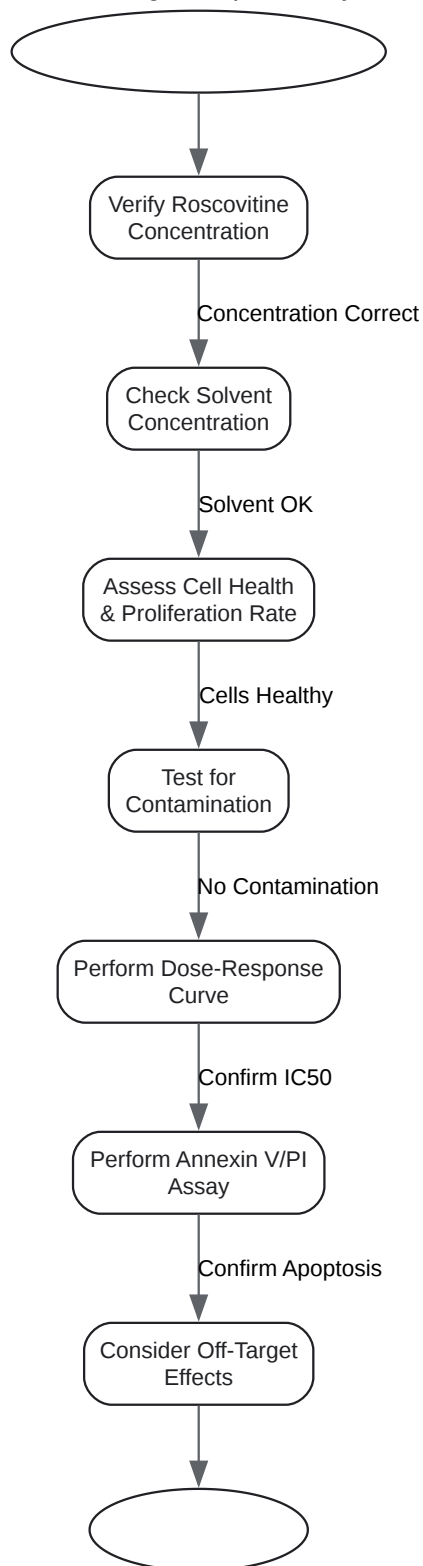 Verify Roscovitine
Concentration
Concentration Correct
Check Solvent
Concentration
Solvent OK
Assess Cell Health
& Proliferation Rate
Cells Healthy
Test for
Contamination
No Contamination
Perform Dose-Response
Curve
Confirm IC50
Perform Annexin V/PI
Assay
Confirm Apoptosis
Consider Off-Target
Effects